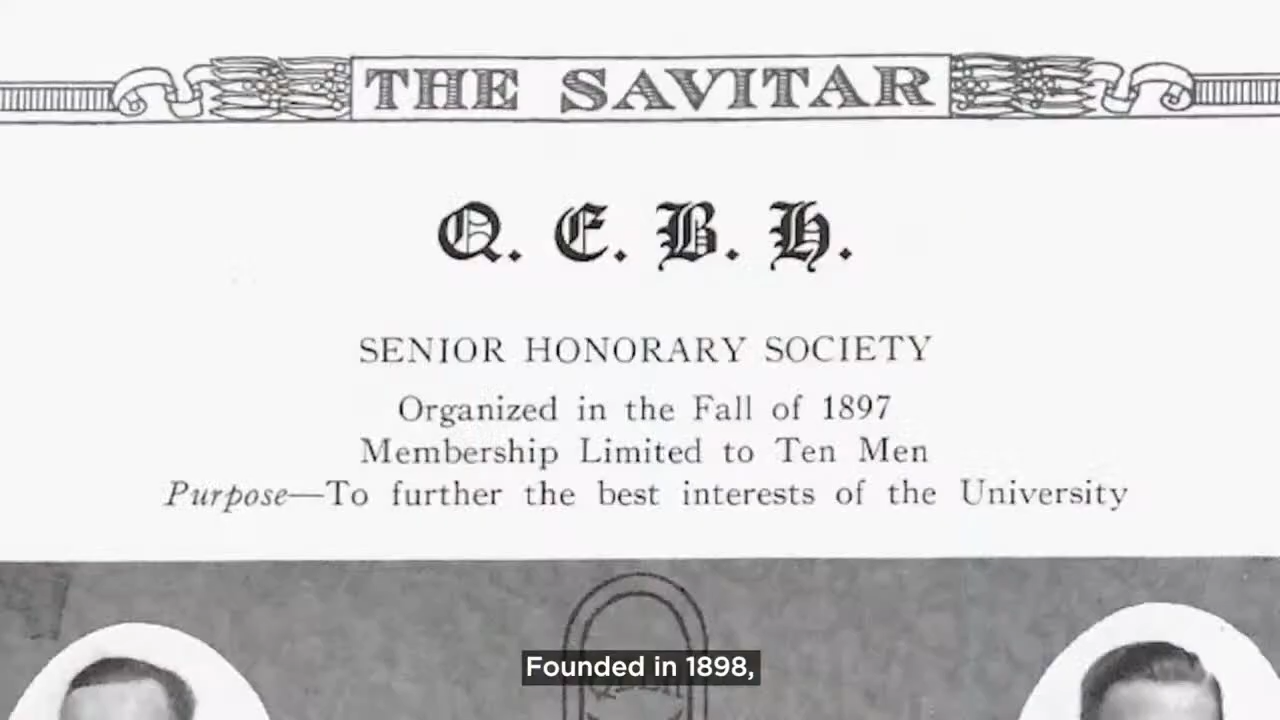 THE SAVITAR
Q. E. B. H.
SENIOR HONORARY SOCIETY
Organized in the Fall of 1897
Membership Limited to Ten Men
Purpose—To further the best interests of the University
Founded in 1898,